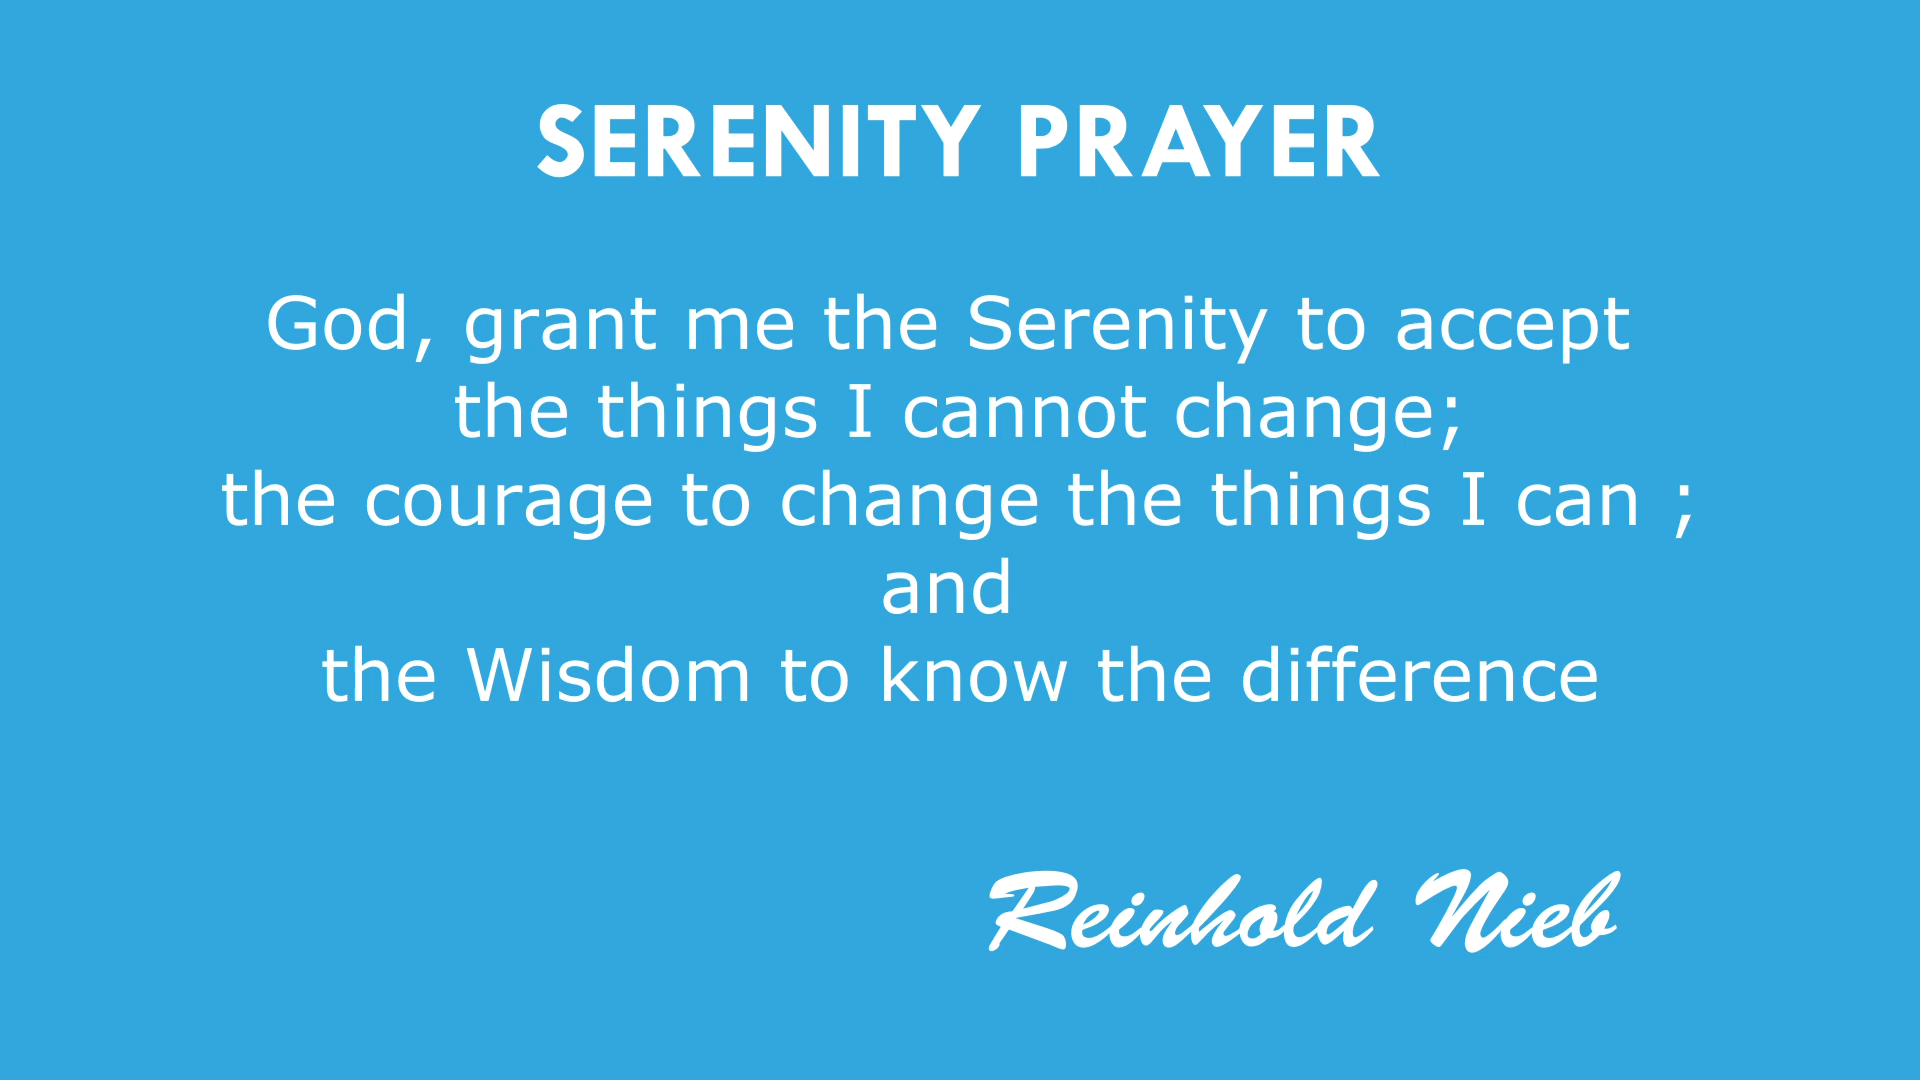 SERENITY PRAYER
God, grant me the Serenity to accept
the things I cannot change;
the courage to change the things I can ;
and
the Wisdom to know the difference
Reinhold Nieb